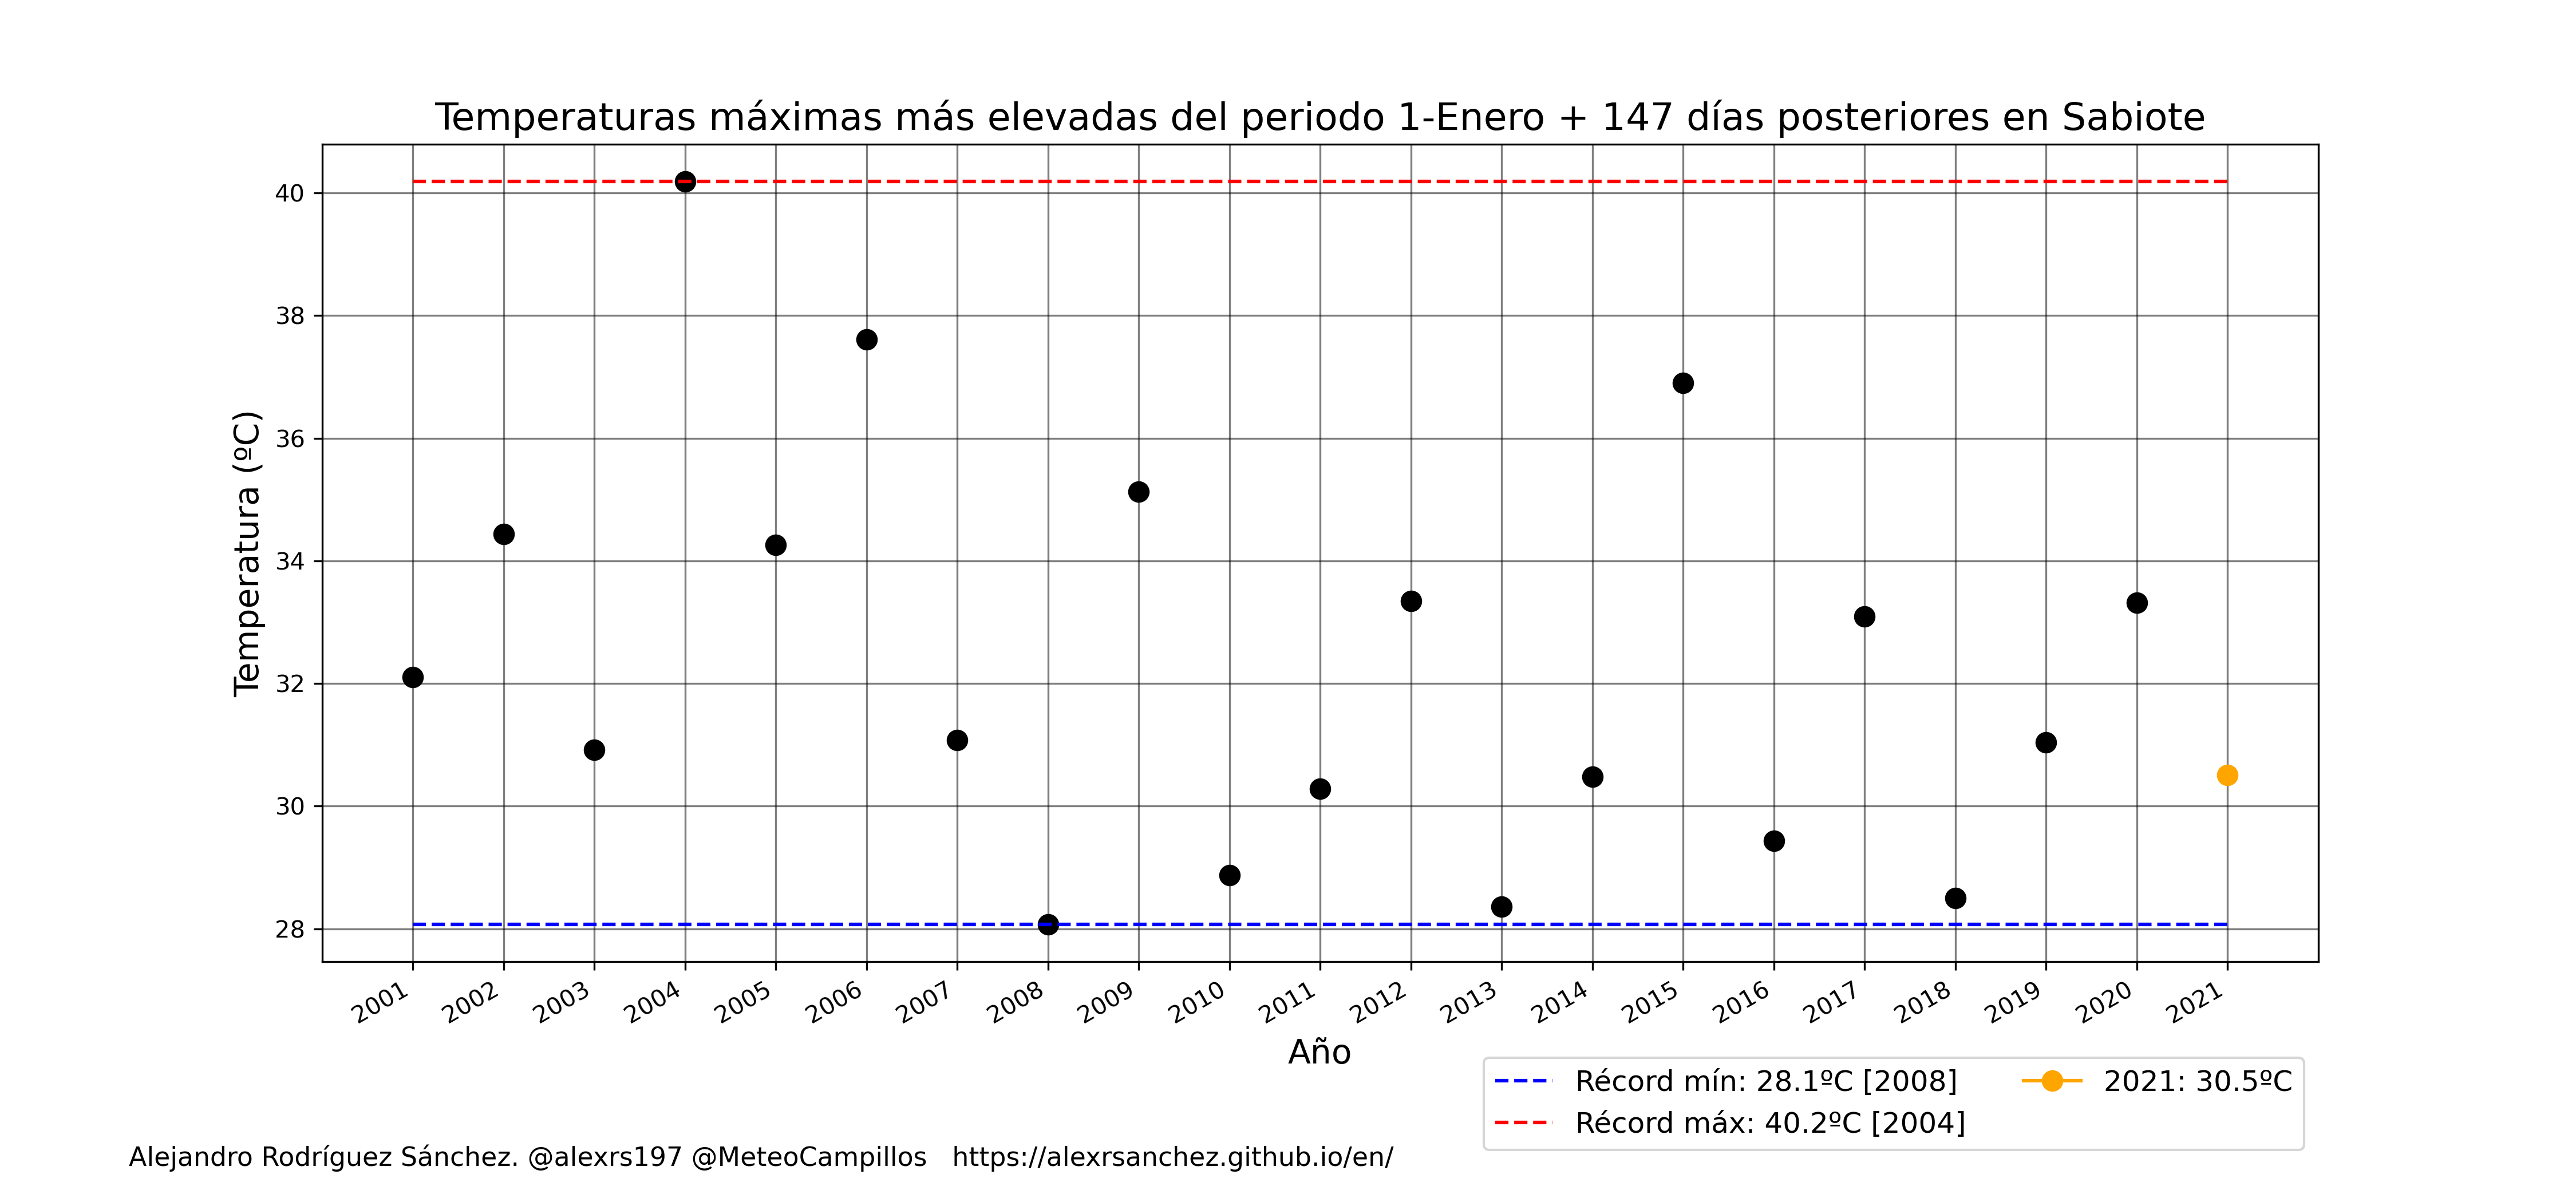 Temperaturas máximas más elevadas del periodo 1-Enero + 147 días posteriores en Sabiote
Temperatura (ºC)
40
38
36
34
32
30
28
2001 2002 2003 2004 2005 2006 2007 2008 2009 2010 2011 2012 2013 2014 2015 2016 2017 2018 2019 2020 2021
Año
Récord mín: 28.1ºC [2008]
Récord máx: 40.2ºC [2004]
2021: 30.5ºC
Alejandro Rodríguez Sánchez. @alexrs197 @MeteoCampillos https://alexrsanchez.github.io/en/